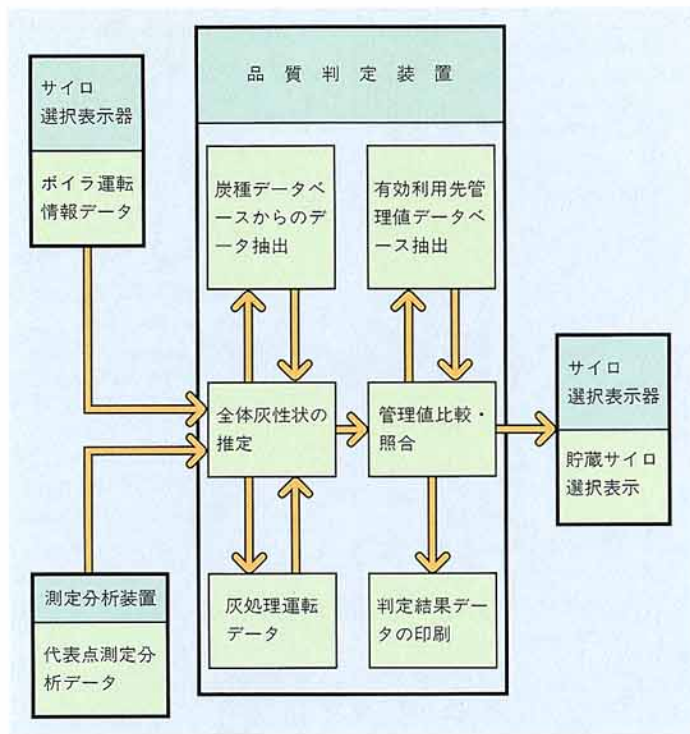 品質判定装置
サイロ
選択表示器
ボイラ運転
情報データ
炭種データベ
ースからのデ
ータ抽出
有効利用先管
理値データベ
ース抽出
全体灰性状の
推定
管理値比較・
照合
サイロ
選択表示器
貯蔵サイロ
選択表示
測定分析装置
代表点測定分
析データ
灰処理運転
データ
判定結果デー
タの印刷